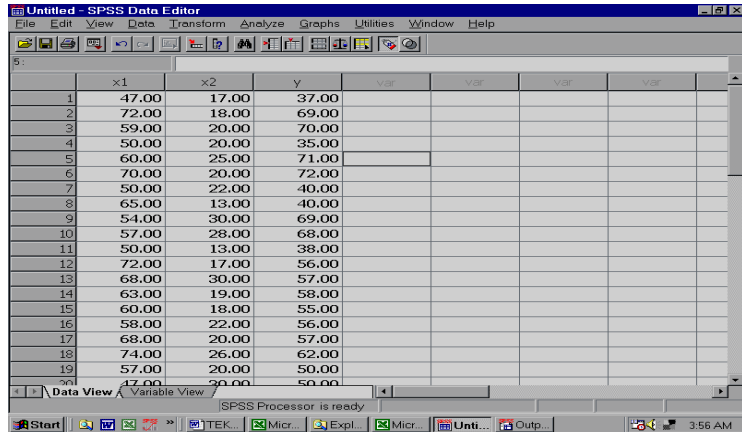 Untitled - SPSS Data Editor
File Edit View Data Transform Analyze Graphs Utilities Window Help
5:
x1 x2 y var var var var
1 47.00 17.00 37.00
2 72.00 18.00 69.00
3 59.00 20.00 70.00
4 50.00 20.00 35.00
5 60.00 25.00 71.00
6 70.00 20.00 72.00
7 50.00 22.00 40.00
8 65.00 13.00 40.00
9 54.00 30.00 69.00
10 57.00 28.00 68.00
11 50.00 13.00 38.00
12 72.00 17.00 56.00
13 68.00 30.00 57.00
14 63.00 19.00 58.00
15 60.00 18.00 55.00
16 58.00 22.00 56.00
17 68.00 20.00 57.00
18 74.00 26.00 62.00
19 57.00 20.00 50.00
20 47.00 30.00 50.00
Data View Variable View
SPSS Processor is ready
Start » TEK... Micr... Expl... Micr... Unti... Outp... 3:56 AM